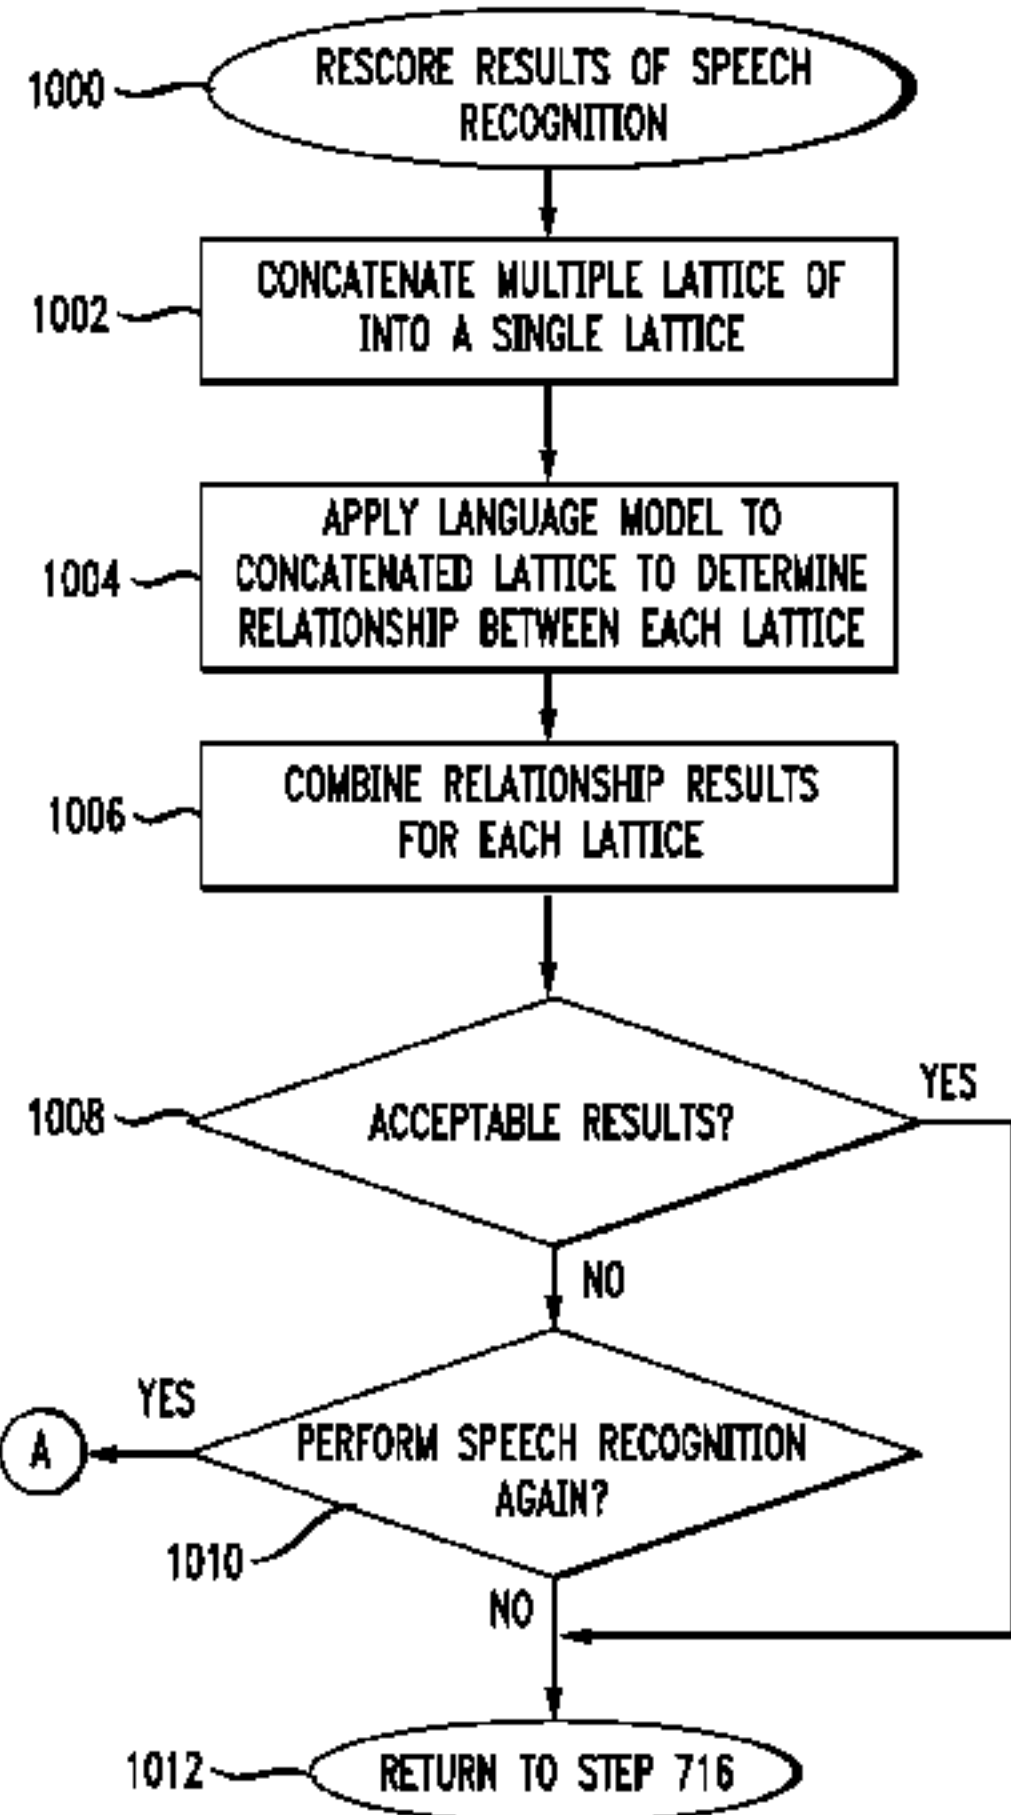 1000
RESCORE RESULTS OF SPEECH
RECOGNITION
1002
CONCATENATE MULTIPLE LATTICE OF
INTO A SINGLE LATTICE
1004
APPLY LANGUAGE MODEL TO
CONCATENATED LATTICE TO DETERMINE
RELATIONSHIP BETWEEN EACH LATTICE
1006
COMBINE RELATIONSHIP RESULTS
FOR EACH LATTICE
1008
ACCEPTABLE RESULTS?
YES
NO
YES
A
PERFORM SPEECH RECOGNITION
AGAIN?
1010
NO
1012
RETURN TO STEP 716